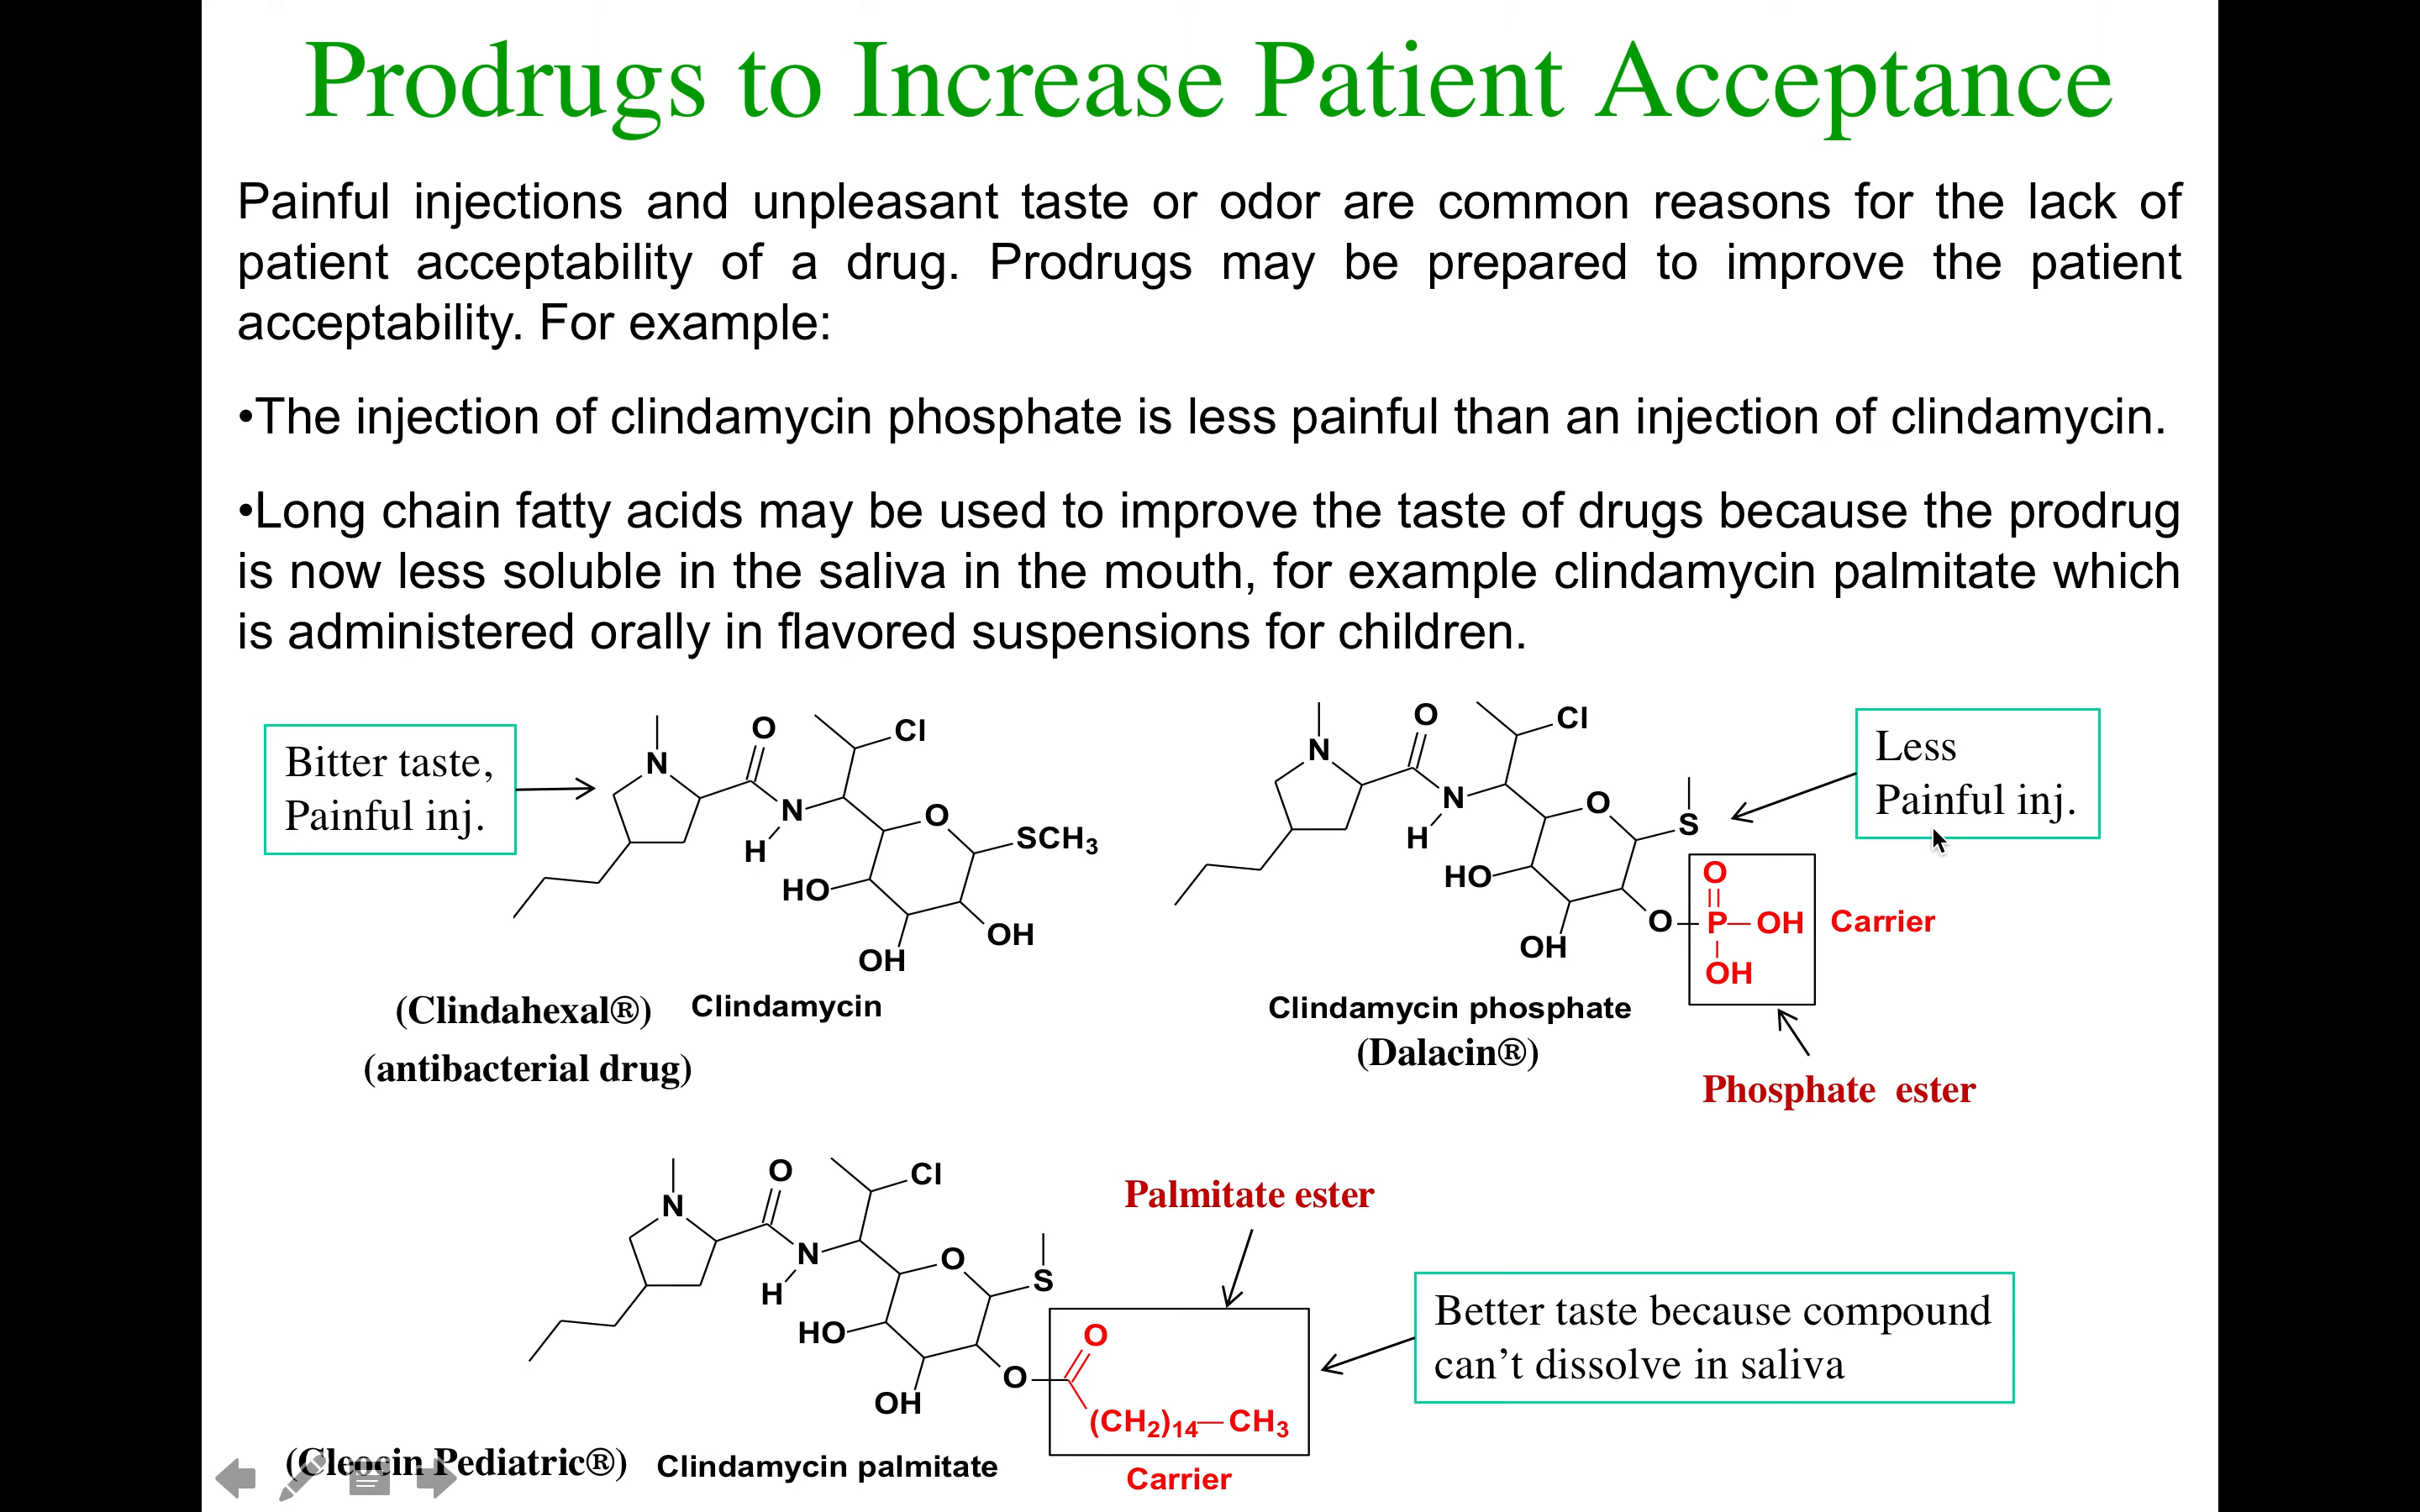 Prodrugs to Increase Patient Acceptance
Painful injections and unpleasant taste or odor are common reasons for the lack of
patient acceptability of a drug. Prodrugs may be prepared to improve the patient
acceptability. For example:
•The injection of clindamycin phosphate is less painful than an injection of clindamycin.
•Long chain fatty acids may be used to improve the taste of drugs because the prodrug
is now less soluble in the saliva in the mouth, for example clindamycin palmitate which
is administered orally in flavored suspensions for children.
Bitter taste,
Painful inj.
N
O
Cl
N
H
O
SCH3
HO
OH
OH
(Clindahexal®) Clindamycin
(antibacterial drug)
N
O
Cl
N
H
O
S
HO
OH
O
O
P OH
OH
Carrier
Less
Painful inj.
Clindamycin phosphate
(Dalacin®)
Phosphate ester
N
O
Cl
N
H
O
S
HO
OH
O
O
(CH2)14 CH3
Palmitate ester
Better taste because compound
can’t dissolve in saliva
(Cleocin Pediatric®) Clindamycin palmitate
Carrier